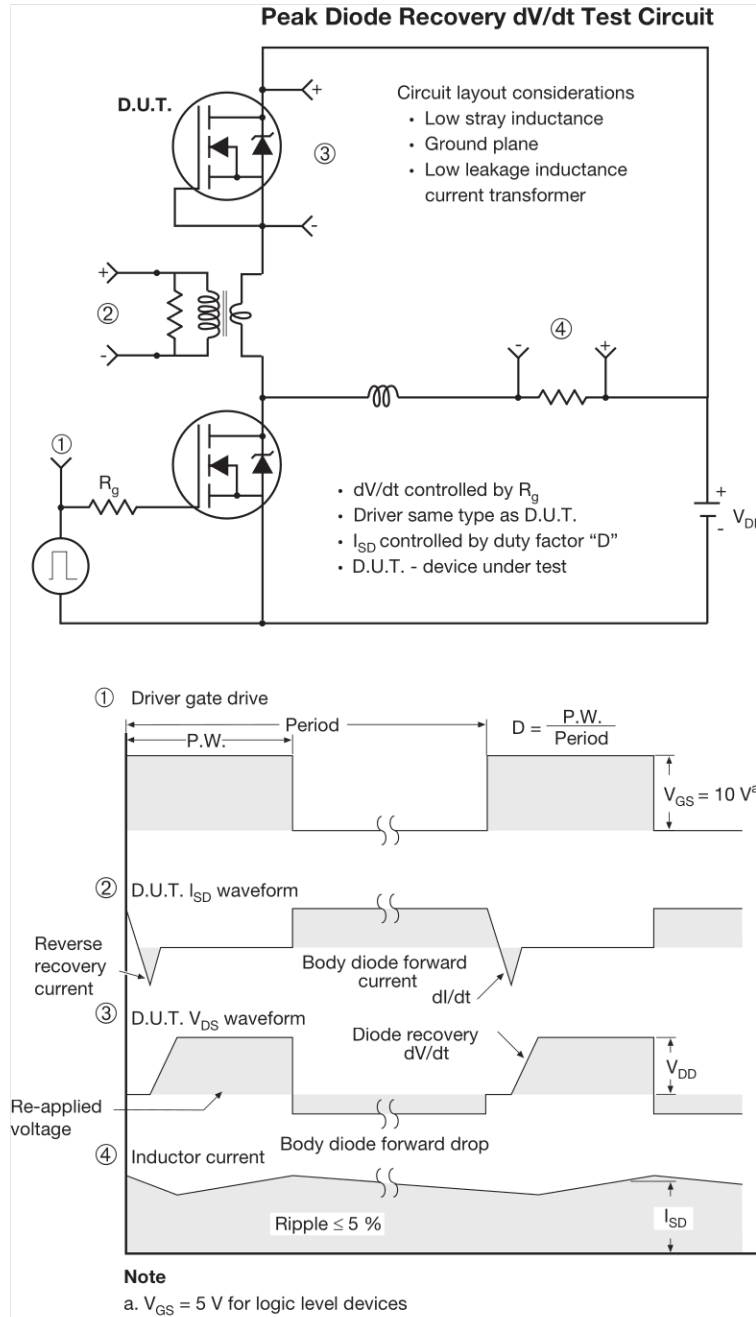 Peak Diode Recovery dV/dt Test Circuit
D.U.T.
+
③
-
Circuit layout considerations
• Low stray inductance
• Ground plane
• Low leakage inductance
current transformer
+
②
-
④
- +
①
Rg
• dV/dt controlled by Rg
• Driver same type as D.U.T.
• ISD controlled by duty factor “D”
• D.U.T. - device under test
+
-
① Driver gate drive
Period
P.W.
D = P.W.
Period
VGS = 10 Va
② D.U.T. ISD waveform
Reverse
recovery
current
Body diode forward
current
dI/dt
③ D.U.T. VDS waveform
Diode recovery
dV/dt
VDD
Re-applied
voltage
Body diode forward drop
④ Inductor current
Ripple ≤ 5 %
ISD
Note
a. VGS = 5 V for logic level devices